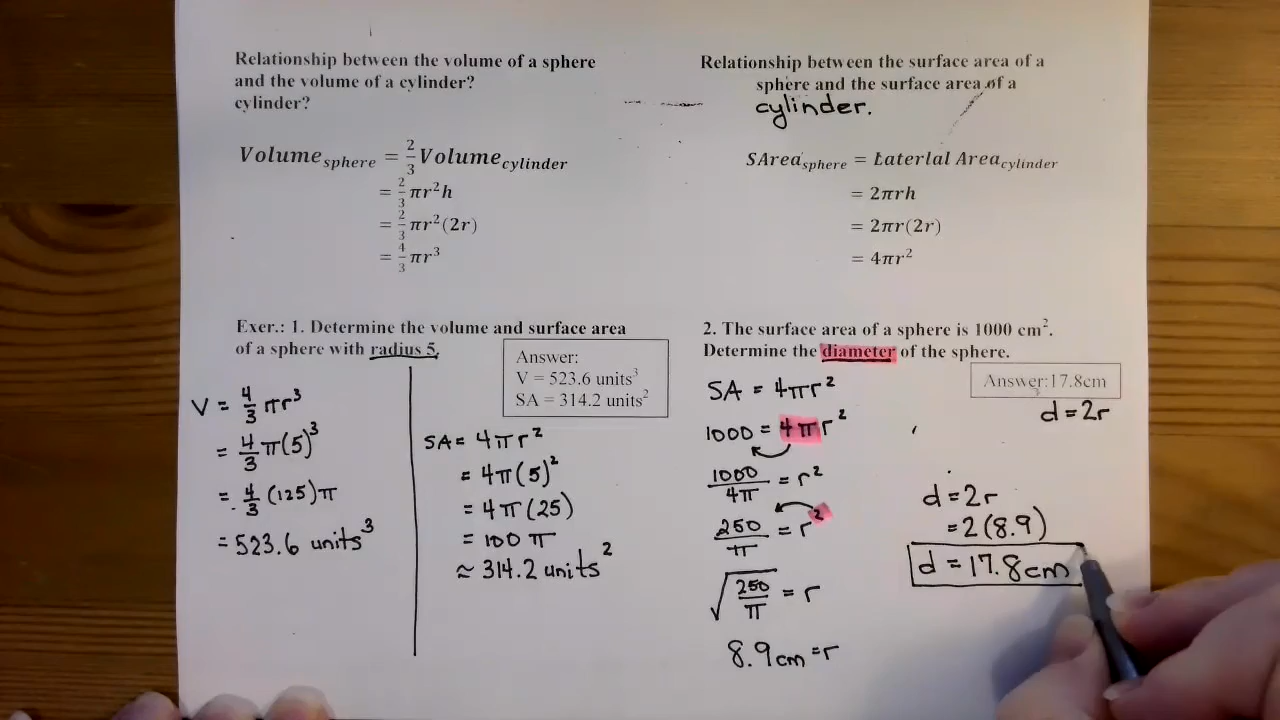 Relationship between the volume of a sphere
and the volume of a cylinder?
cylinder?
Volume_sphere = 2/3 Volume_cylinder
= 2/3 πr²h
= 2/3 πr²(2r)
= 4/3 πr³
Relationship between the surface area of a
sphere and the surface area of a
cylinder.
SArea_sphere = Laterlal Area_cylinder
= 2πrh
= 2πr(2r)
= 4πr²
Exer.: 1. Determine the volume and surface area
of a sphere with radius 5.
Answer:
V = 523.6 units³
SA = 314.2 units²
V = 4/3 πr³
= 4/3 π(5)³
= 4/3 (125)π
= 523.6 units³
SA = 4πr²
= 4π(5)²
= 4π(25)
= 100π
≈ 314.2 units²
2. The surface area of a sphere is 1000 cm².
Determine the diameter of the sphere.
Answer:17.8cm
d = 2r
SA = 4πr²
1000 = 4πr²
1000/4π = r²
250/π = r²
√(250/π) = r
8.9cm = r
d = 2r
= 2(8.9)
d = 17.8cm